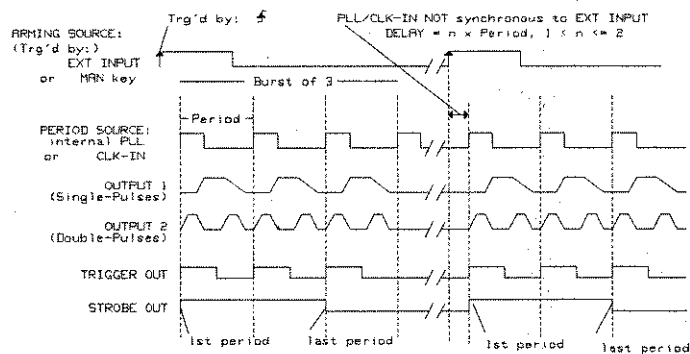 Trg'd by:
PLL/CLK-IN NOT synchronous to EXT INPUT
DELAY = n x Period, 1 < n <= 2
ARMING SOURCE:
(Trg'd by:)
EXT INPUT
or MAN key
Burst of 3
Period
PERIOD SOURCE:
internal PLL
or CLK-IN
OUTPUT 1
(Single-Pulses)
OUTPUT 2
(Double-Pulses)
TRIGGER OUT
STROBE OUT
1st period
last period
1st period
last period